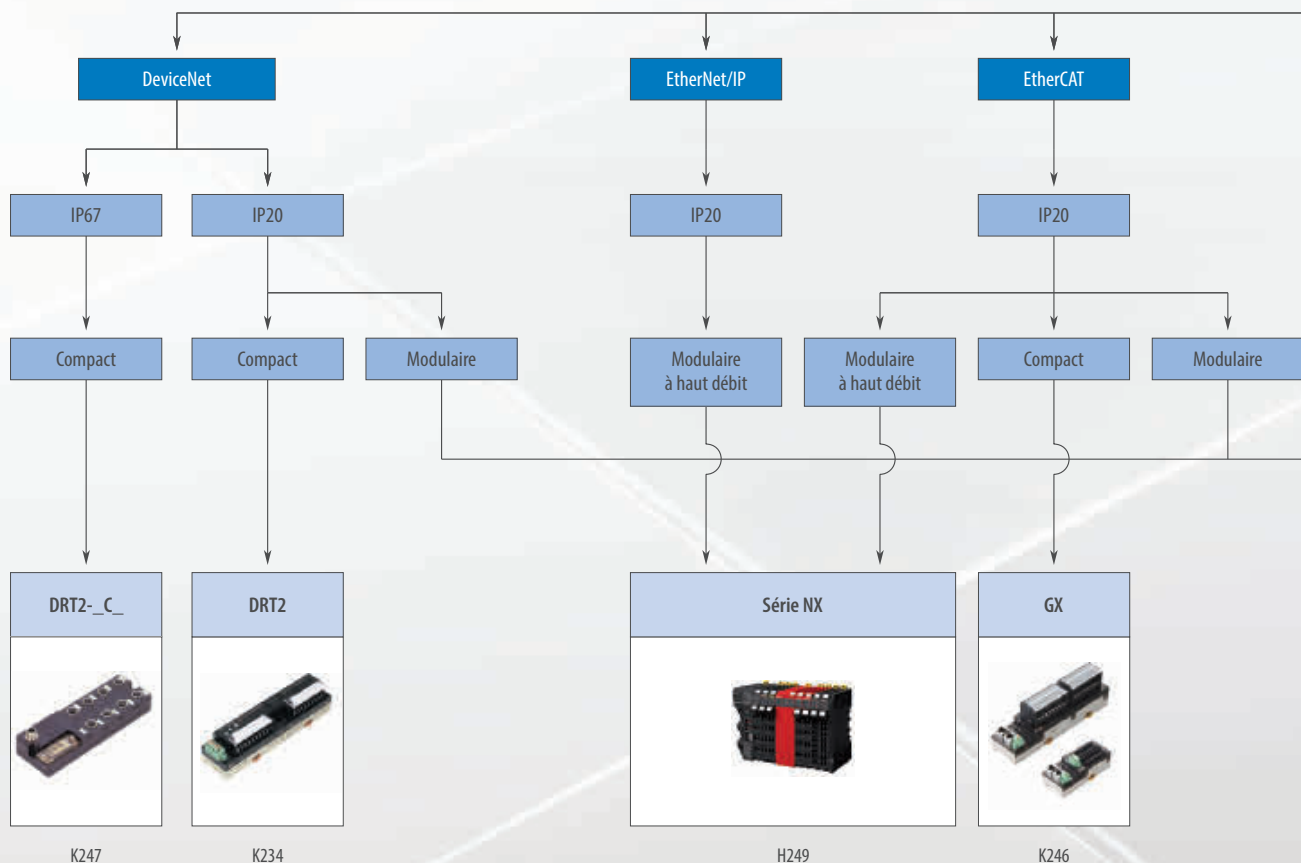 DeviceNet
EtherNet/IP
EtherCAT
IP67
IP20
IP20
IP20
Compact
Compact
Modulaire
Modulaire
à haut débit
Modulaire
à haut débit
Compact
Modulaire
DRT2-_C_
DRT2
Série NX
GX
K247
K234
H249
K246